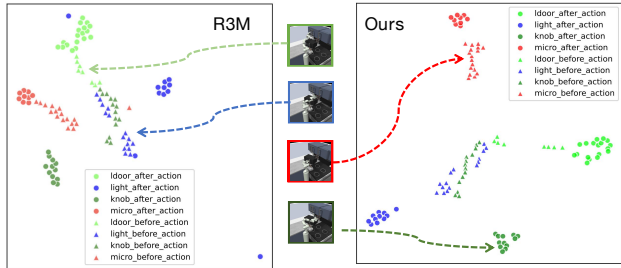 R3M
ldoor_after_action
light_after_action
knob_after_action
micro_after_action
ldoor_before_action
light_before_action
knob_before_action
micro_before_action
Ours
ldoor_after_action
light_after_action
knob_after_action
micro_after_action
ldoor_before_action
light_before_action
knob_before_action
micro_before_action